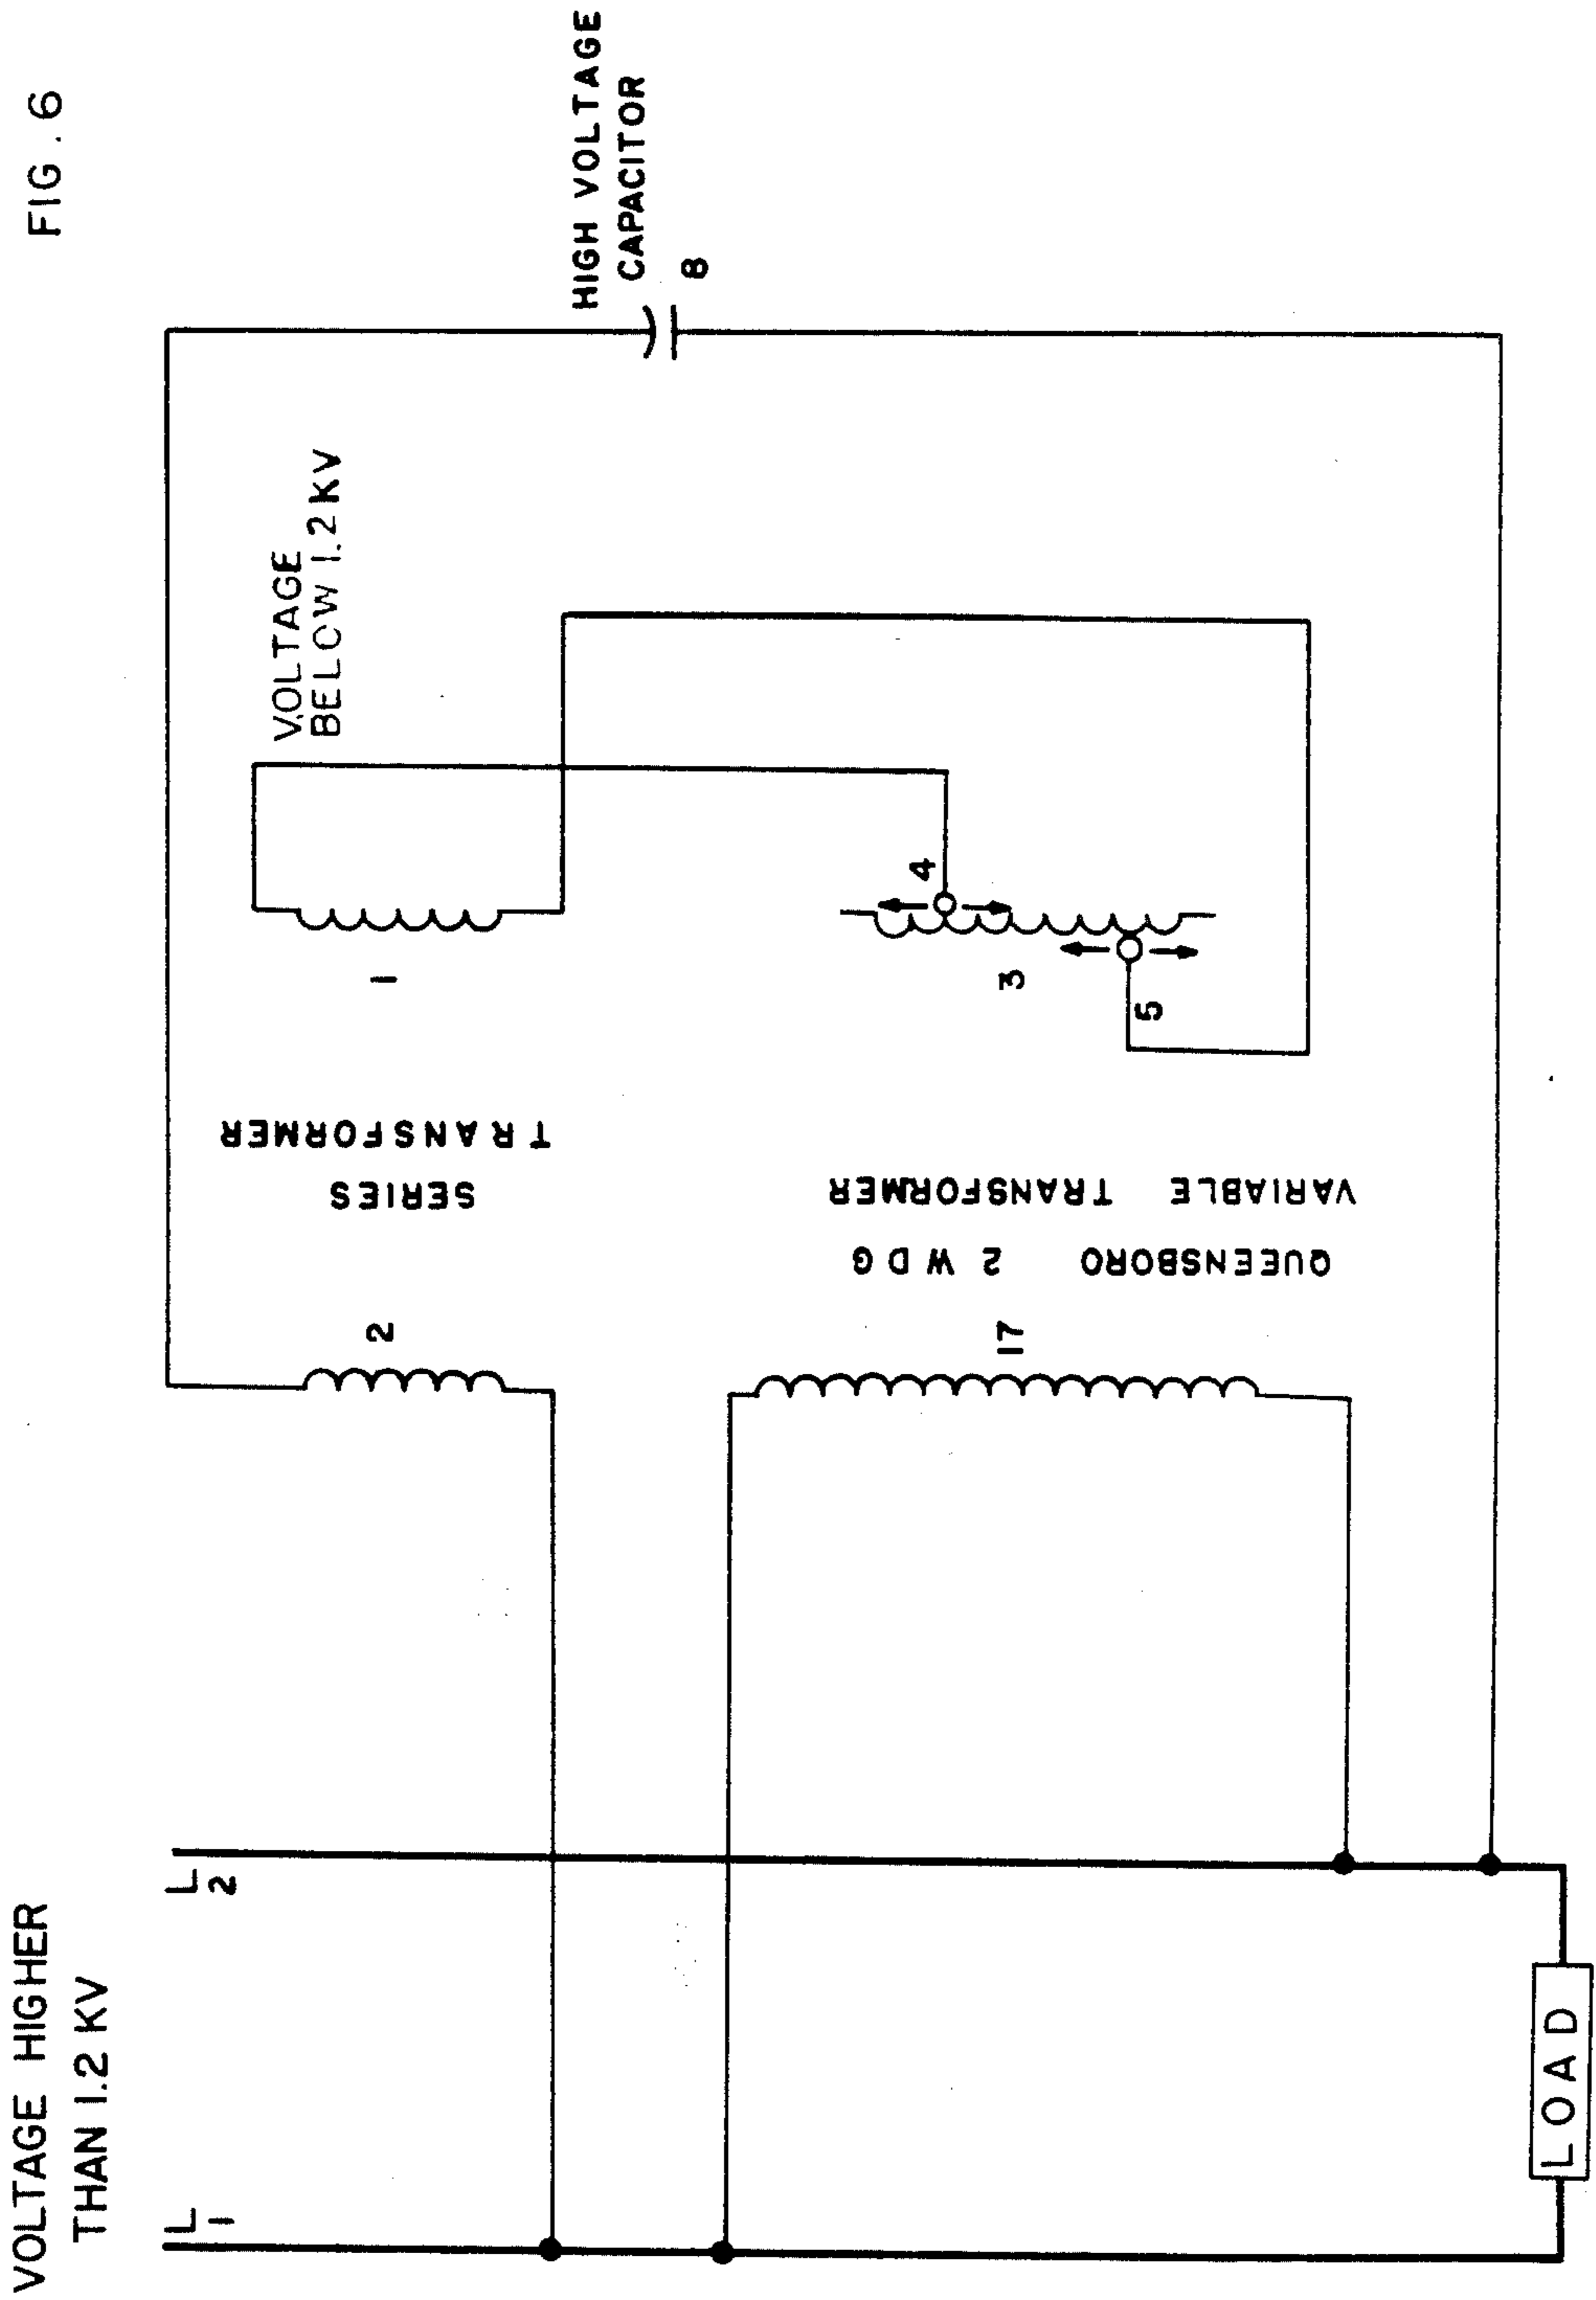 FIG. 6
VOLTAGE HIGHER
THAN 1.2 KV
L1
L2
VOLTAGE
BELOW 1.2 KV
HIGH VOLTAGE
CAPACITOR
8
1
2
SERIES
TRANSFORMER
4
3
5
17
QUEENSBORO 2 WDG
VARIABLE TRANSFORMER
LOAD